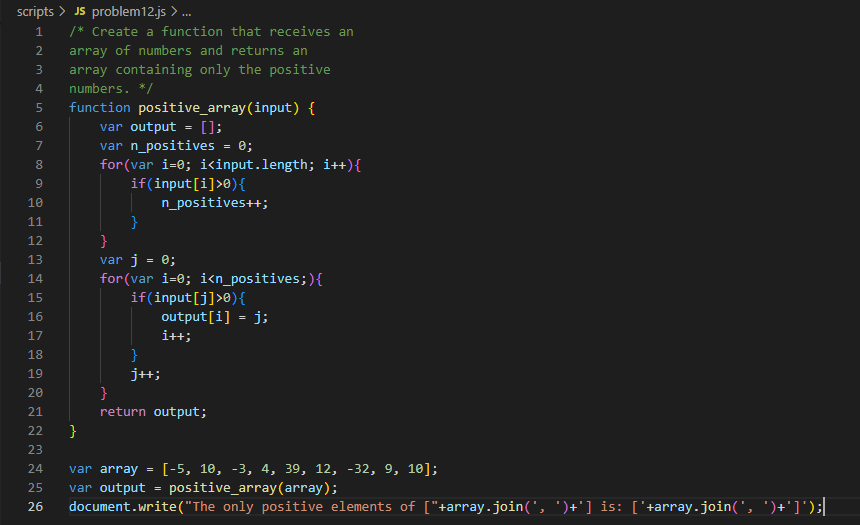 scripts > JS problem12.js > ...
1 /* Create a function that receives an
2 array of numbers and returns an
3 array containing only the positive
4 numbers. */
5 function positive_array(input) {
6     var output = [];
7     var n_positives = 0;
8     for(var i=0; i<input.length; i++){
9         if(input[i]>0){
10             n_positives++;
11         }
12     }
13     var j = 0;
14     for(var i=0; i<n_positives;){
15         if(input[j]>0){
16             output[i] = j;
17             i++;
18         }
19         j++;
20     }
21     return output;
22 }
23
24 var array = [-5, 10, -3, 4, 39, 12, -32, 9, 10];
25 var output = positive_array(array);
26 document.write("The only positive elements of ["+array.join(', ')+'] is: ['+array.join(', ')+']');